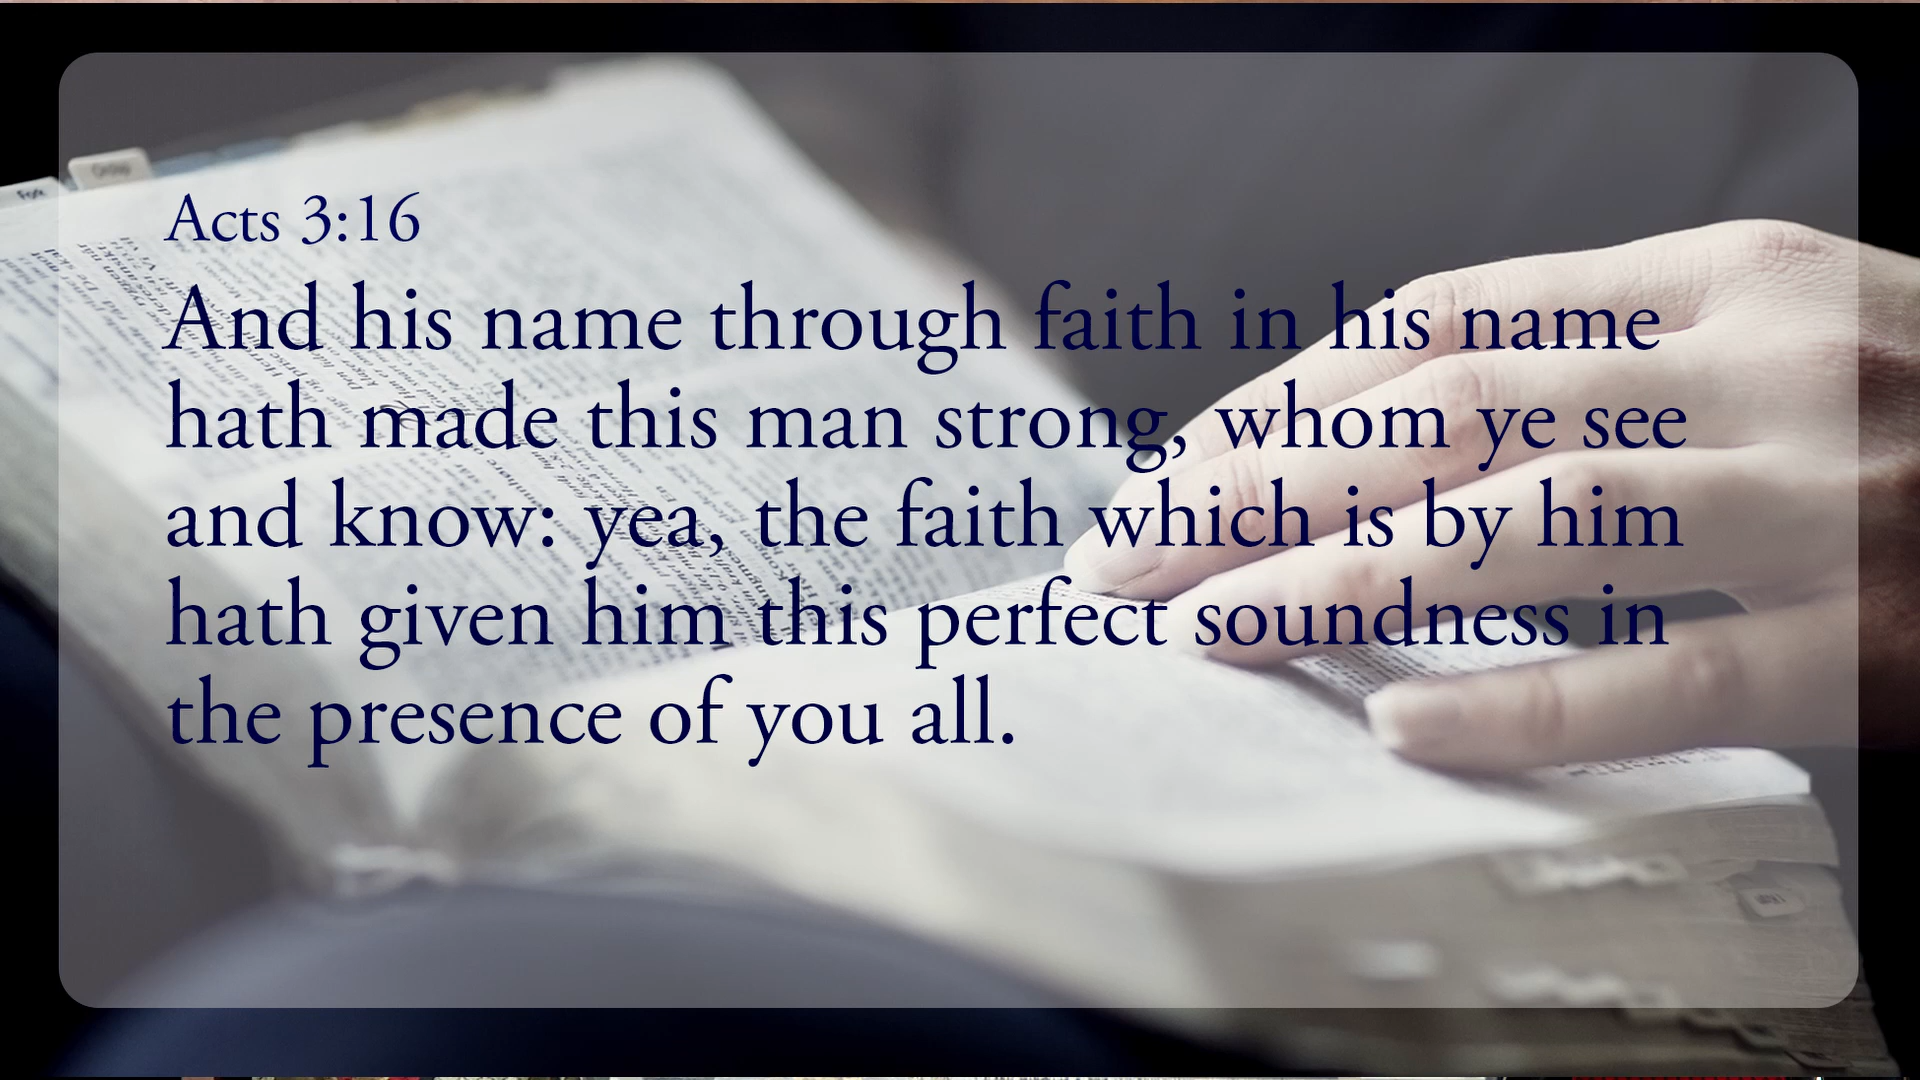 Acts 3:16
And his name through faith in his name
hath made this man strong, whom ye see
and know: yea, the faith which is by him
hath given him this perfect soundness in
the presence of you all.